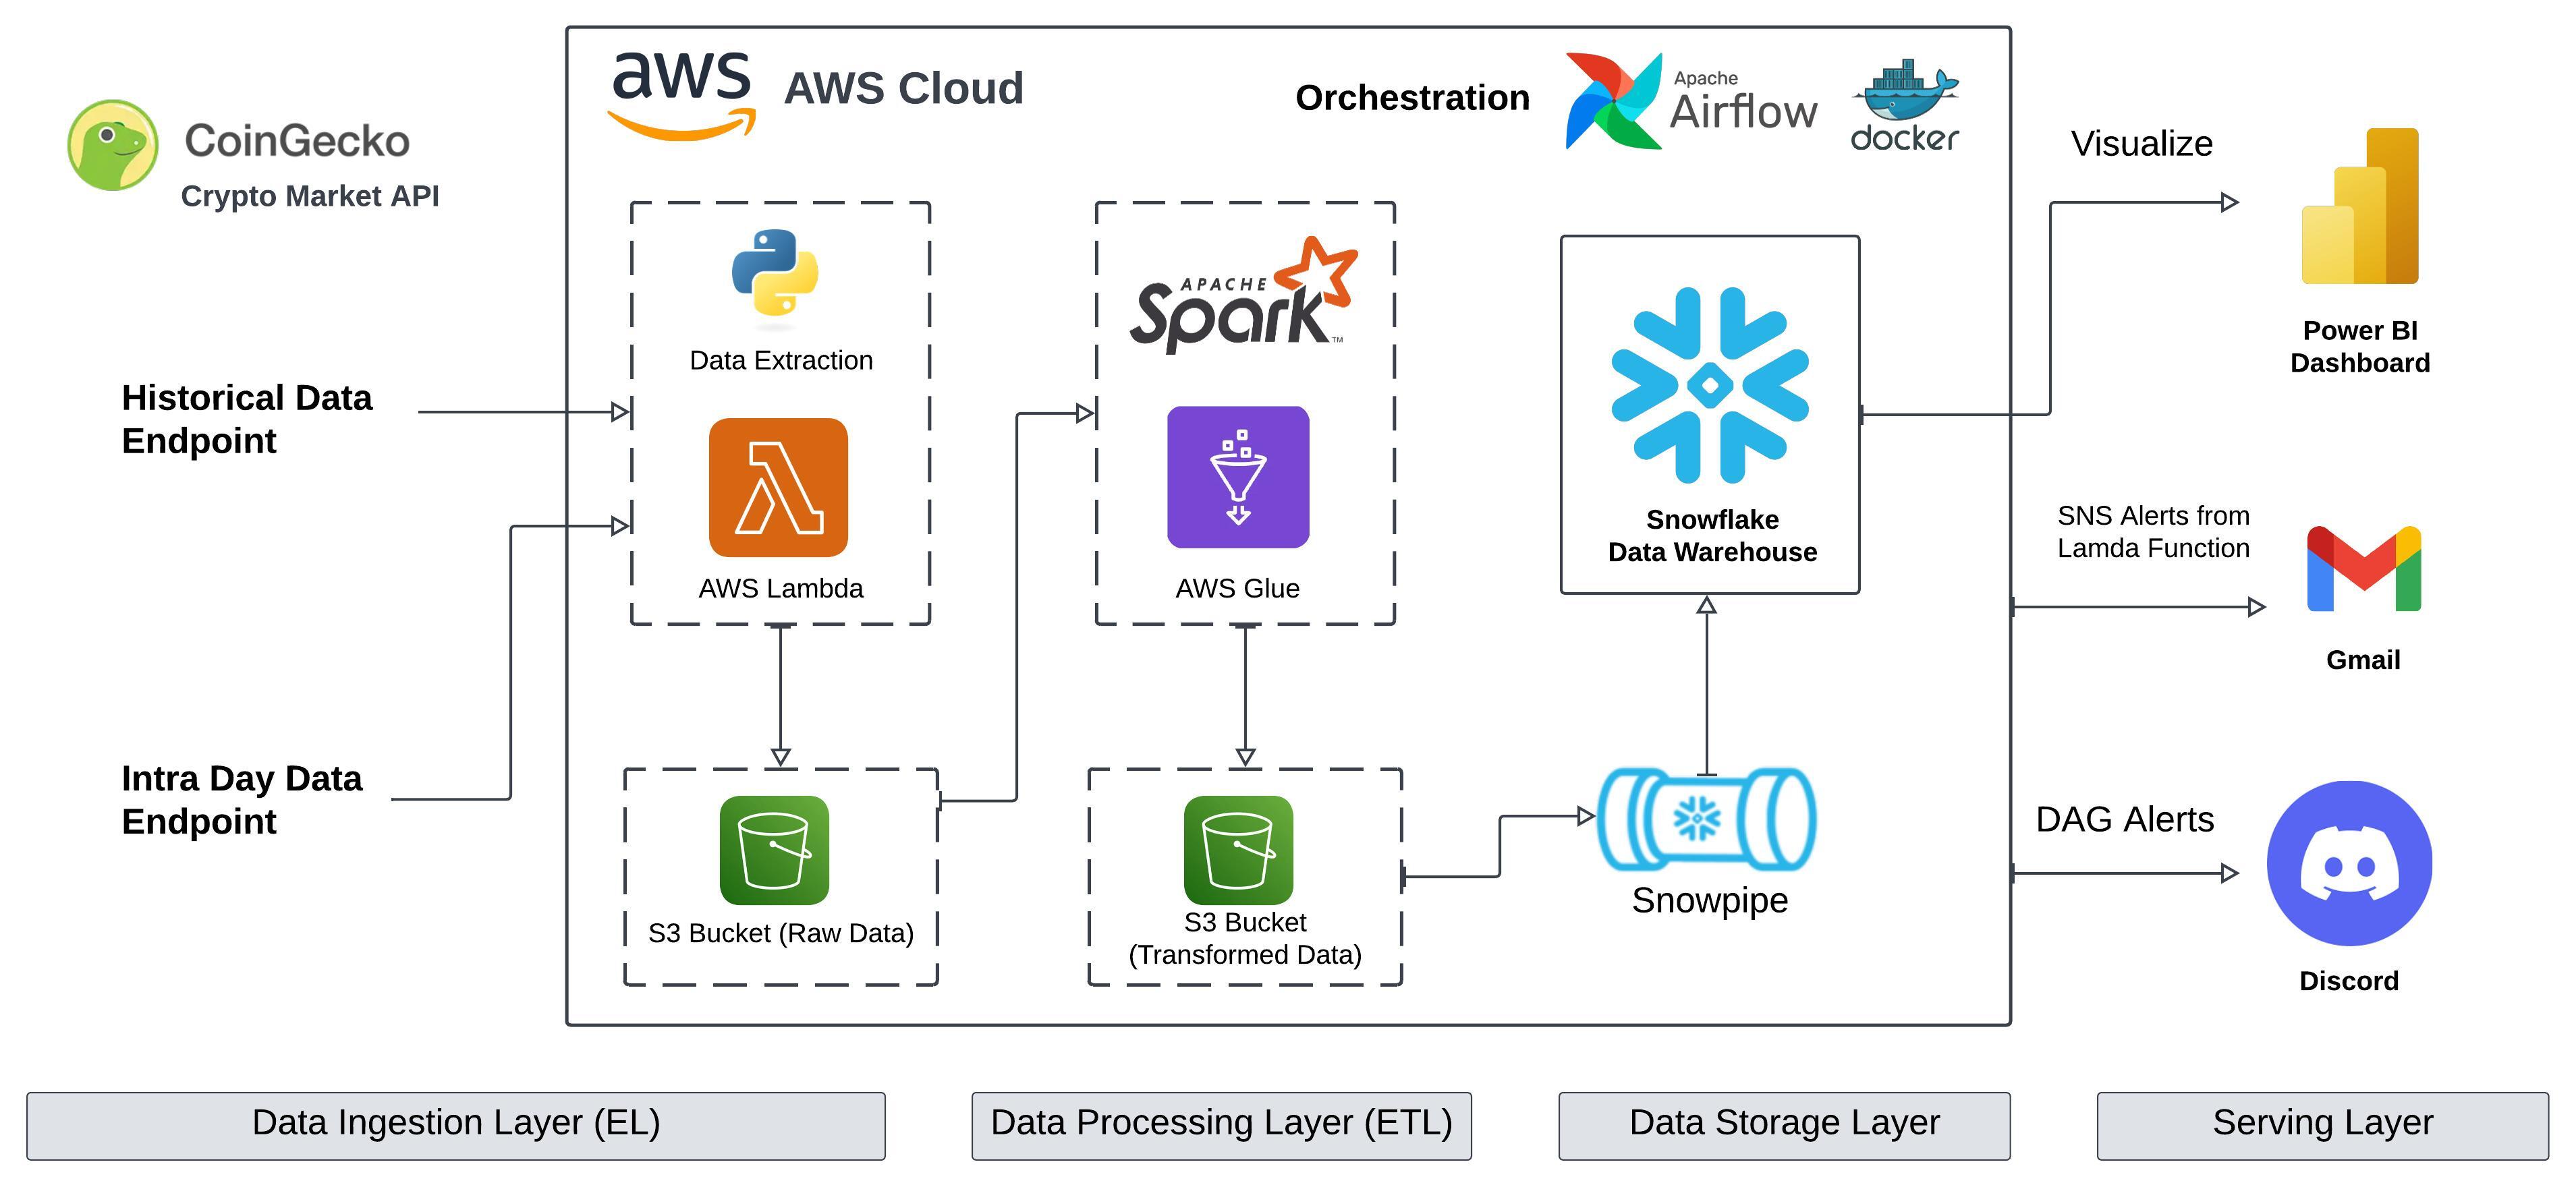 CoinGecko
Crypto Market API
Historical Data
Endpoint
Intra Day Data
Endpoint
aws
AWS Cloud
Orchestration
Apache
Airflow
docker
Data Extraction
AWS Lambda
S3 Bucket (Raw Data)
APACHE
Spark™
AWS Glue
S3 Bucket
(Transformed Data)
Snowflake
Data Warehouse
Snowpipe
Visualize
Power BI
Dashboard
SNS Alerts from
Lamda Function
Gmail
DAG Alerts
Discord
Data Ingestion Layer (EL)
Data Processing Layer (ETL)
Data Storage Layer
Serving Layer